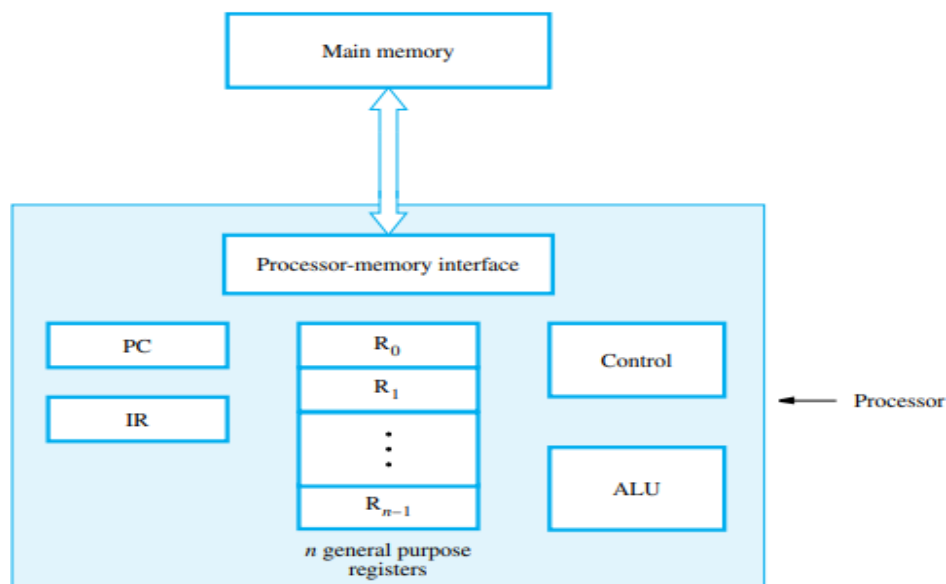 Main memory
Processor-memory interface
PC
IR
R0
R1
Rn–1
n general purpose
registers
Control
ALU
Processor